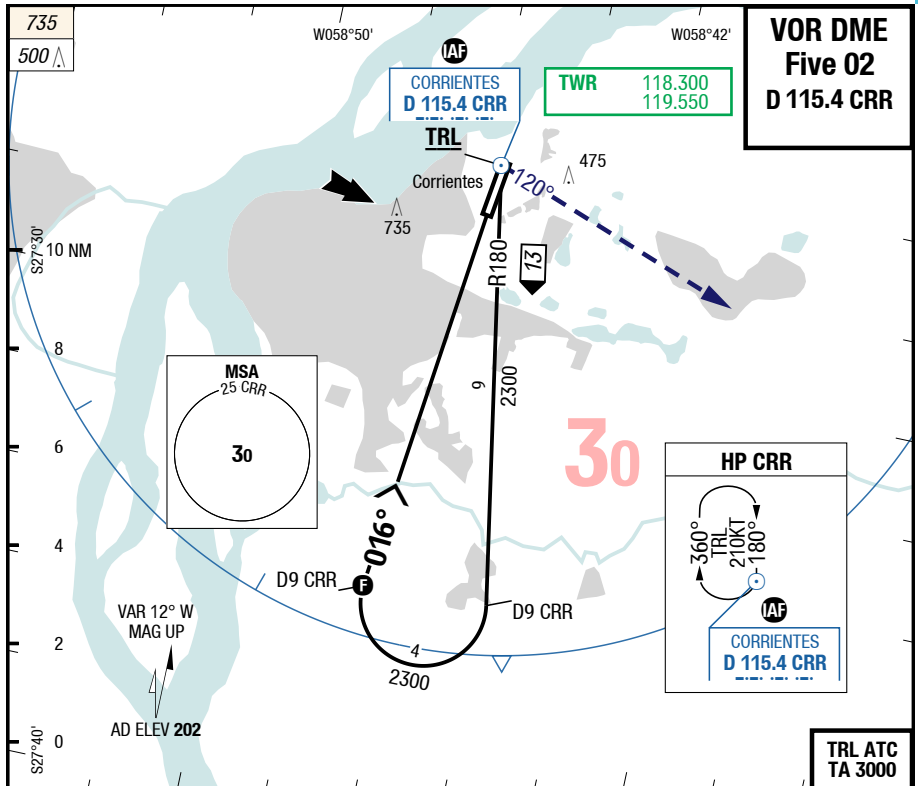 735
500
W058°50'
W058°42'
VOR DME
Five 02
D 115.4 CRR
IAF
CORRIENTES
D 115.4 CRR
TWR 118.300
119.550
TRL
Corrientes
475
120°
735
S27°30'
10 NM
R180
13
8
MSA
25 CRR
30
9
2300
30
6
HP CRR
360°
TRL
210KT
180°
4
016°
D9 CRR
F
D9 CRR
IAF
CORRIENTES
D 115.4 CRR
VAR 12° W
MAG UP
2
4
2300
AD ELEV 202
S27°40'
0
TRL ATC
TA 3000